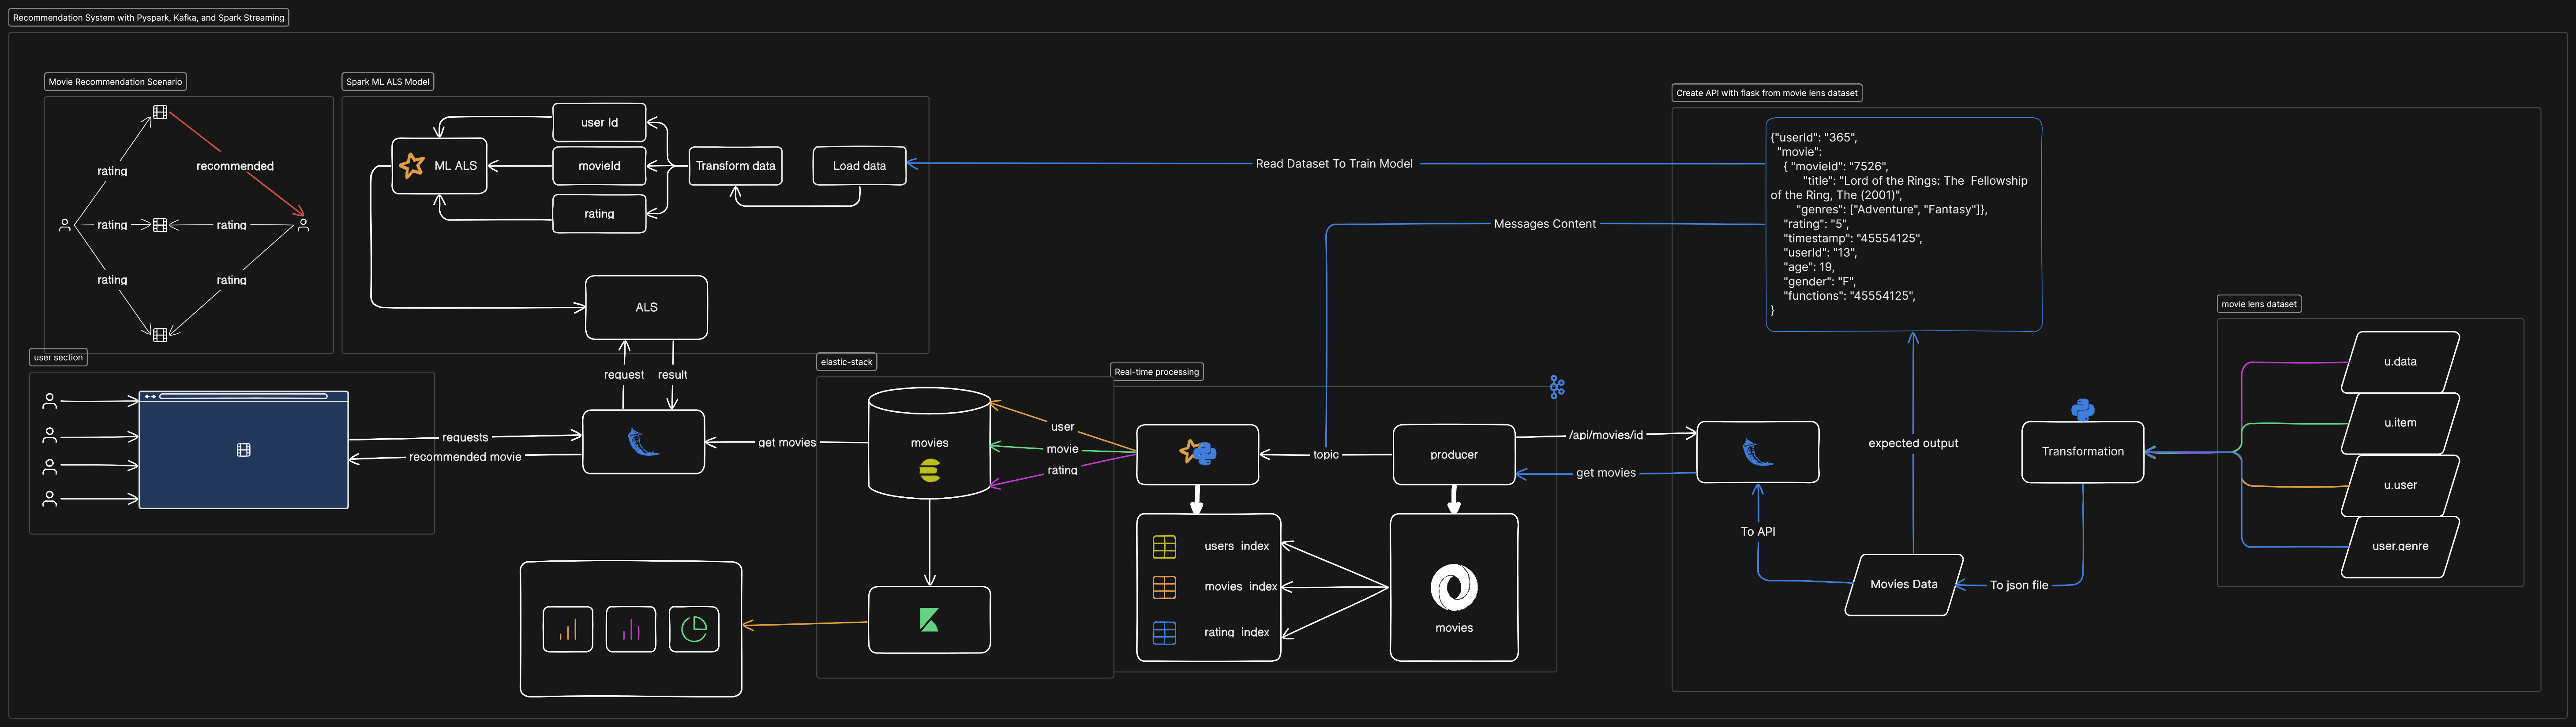 Recommendation System with Pyspark, Kafka, and Spark Streaming
Movie Recommendation Scenario
rating
recommended
rating
rating
rating
rating
Spark ML ALS Model
user Id
ML ALS
movieId
Transform data
Load data
rating
ALS
request
result
Read Dataset To Train Model
Messages Content
Create API with flask from movie lens dataset
{"userId": "365",
"movie":
{ "movieId": "7526",
"title": "Lord of the Rings: The Fellowship
of the Ring, The (2001)",
"genres": ["Adventure", "Fantasy"]},
"rating": "5",
"timestamp": "45554125",
"userId": "13",
"age": 19,
"gender": "F",
"functions": "45554125",
}
movie lens dataset
u.data
u.item
u.user
user.genre
Transformation
expected output
To API
Movies Data
To json file
user section
requests
recommended movie
get movies
elastic-stack
movies
user
movie
rating
Real-time processing
topic
producer
/api/movies/id
get movies
users index
movies index
rating index
movies